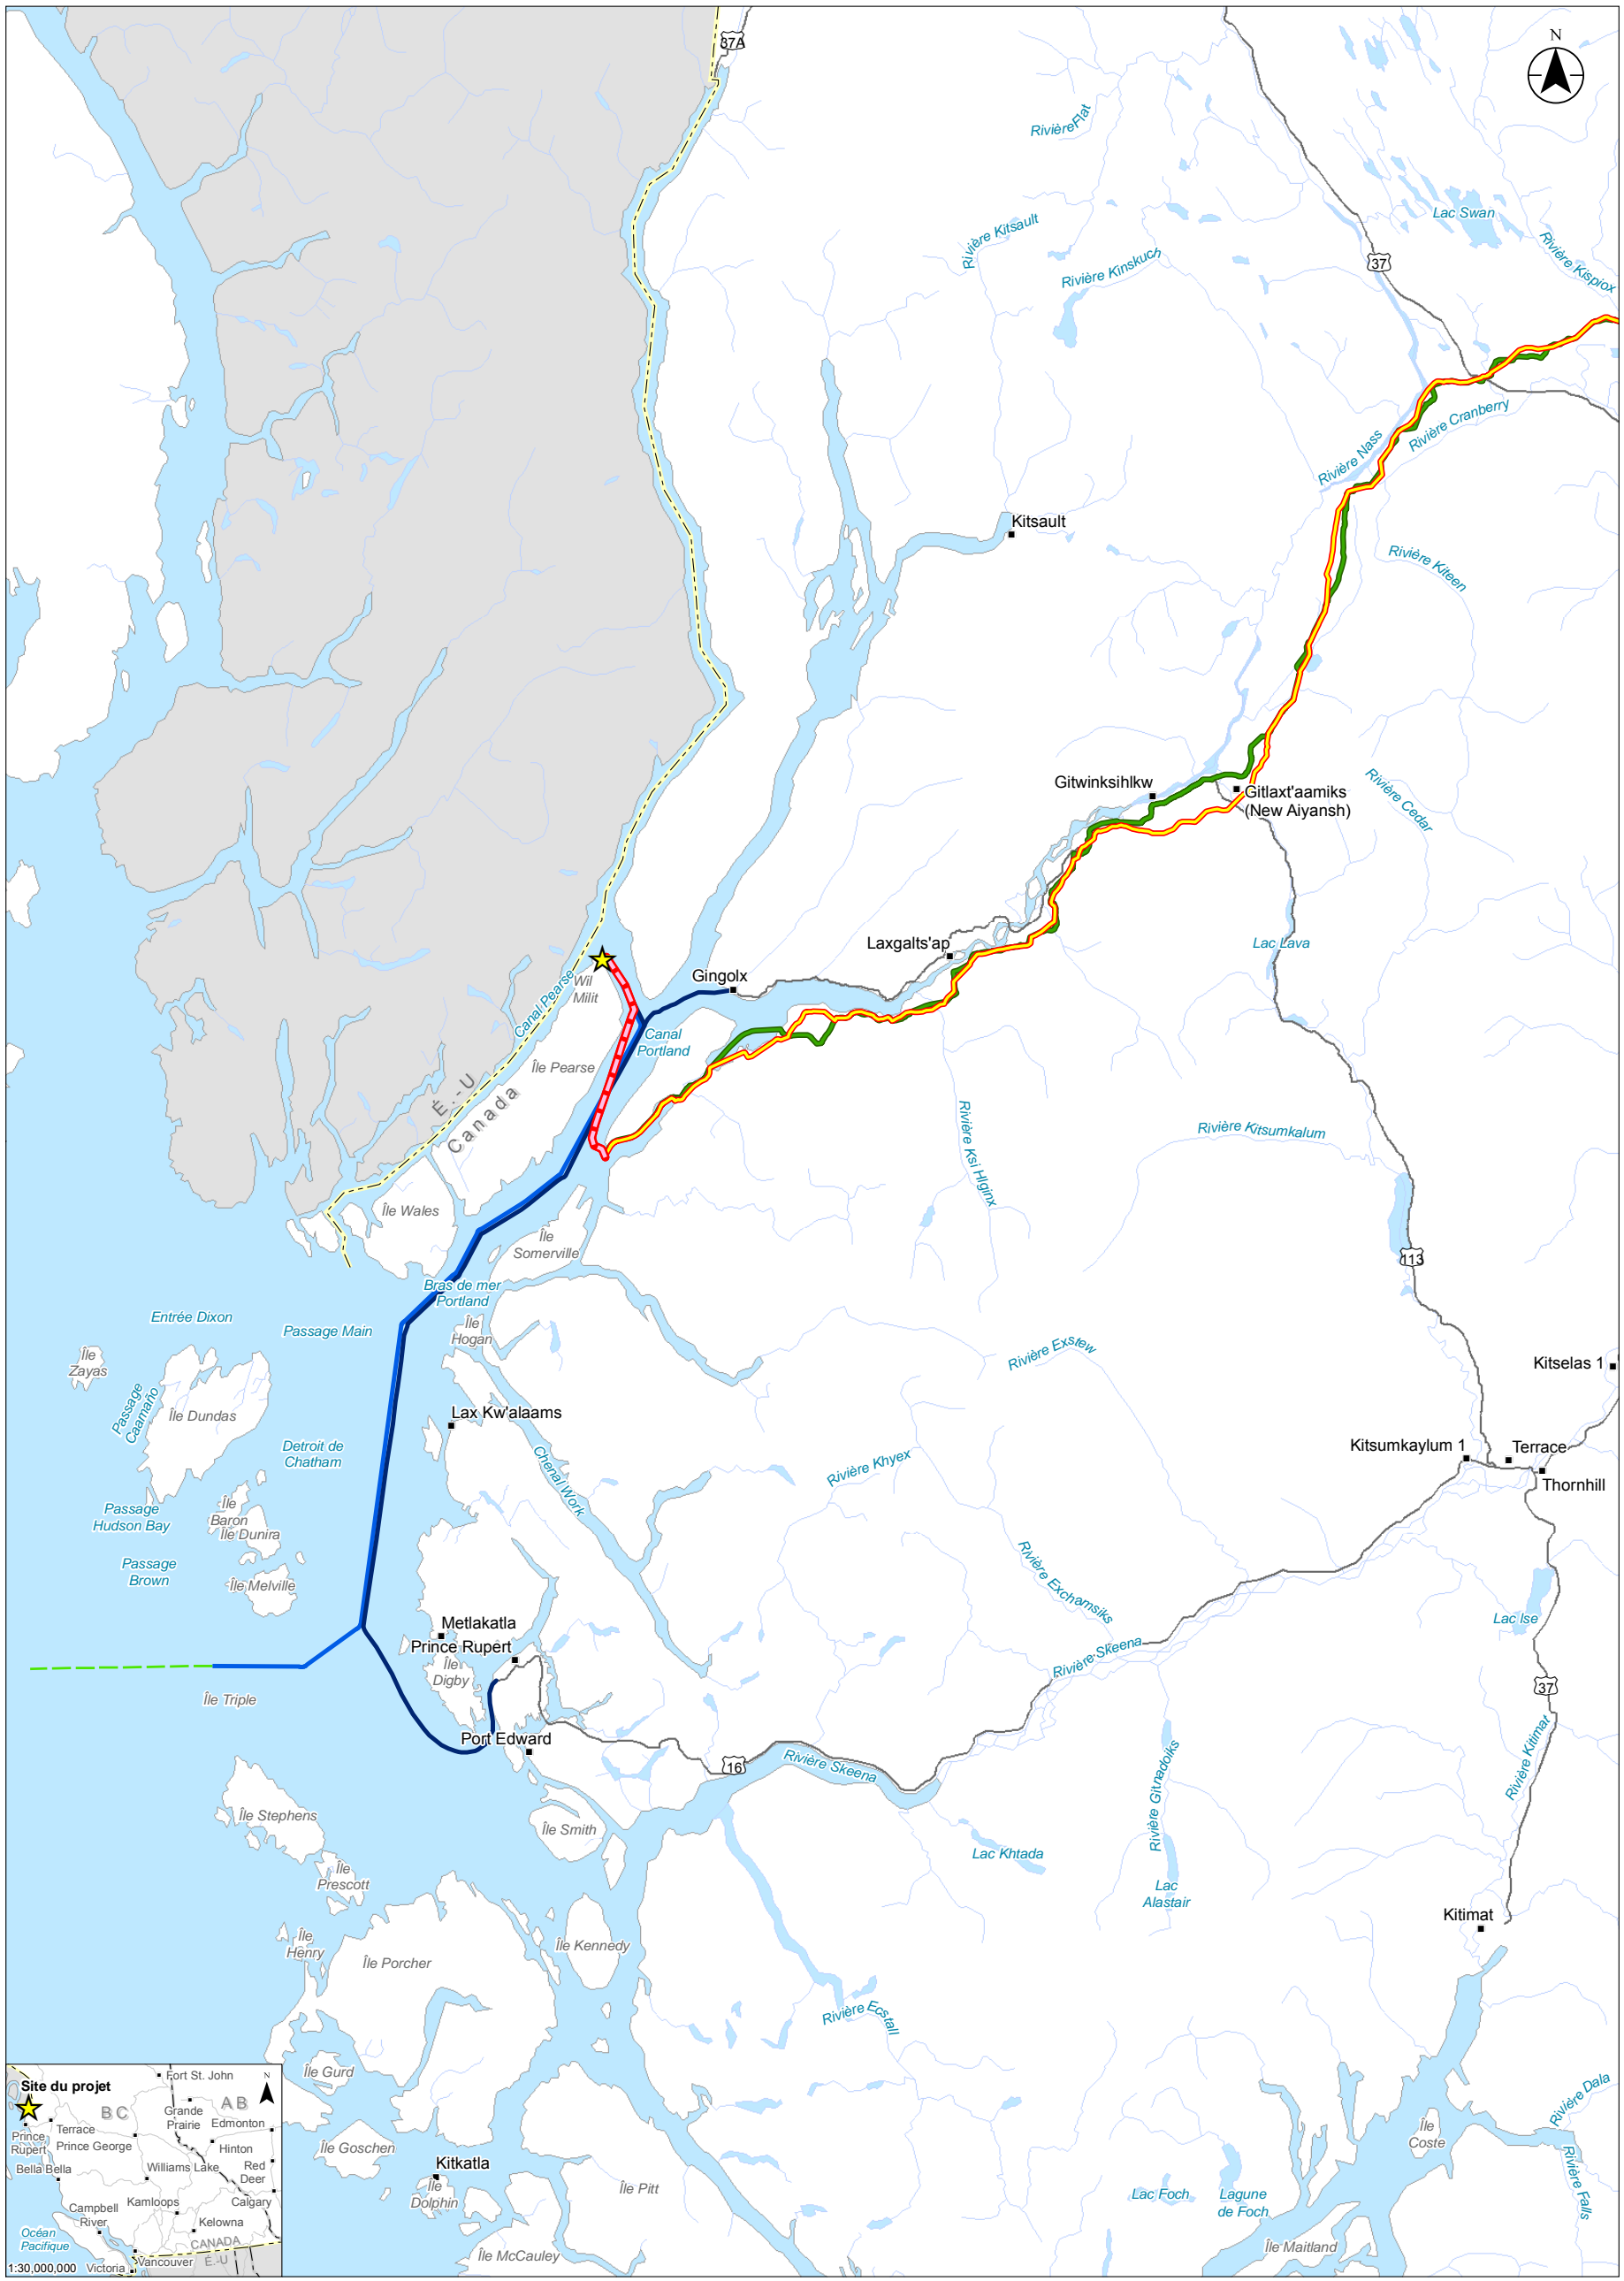 37A
N
Rivière Flat
Lac Swan
Rivière Kitsault
Rivière Kispiox
Rivière Kinskuch
37
Rivière Cranberry
Rivière Nass
Kitsault
Rivière Kiteen
Gitwinksihlkw
Gitlaxt'aamiks
(New Aiyansh)
Rivière Cedar
Laxgalts'ap
Lac Lava
Gingolx
Wil
Milit
Canal Pearse
Canal
Portland
Île Pearse
É.-U
Canada
Rivière Ksi Hlginx
Rivière Kitsumkalum
Île Wales
Île
Somerville
113
Bras de mer
Portland
Entrée Dixon
Passage Main
Île
Hogan
Rivière Exstew
Île
Zayas
Kitselas 1
Passage
Caamaño
Île Dundas
Lax Kw'alaams
Detroit de
Chatham
Kitsumkaylum 1
Terrace
Thornhill
Chenal Work
Rivière Khyex
Passage
Hudson Bay
Île
Baron
Île Dunira
Passage
Brown
Île Melville
Rivière Exchamsiks
Lac Ise
Metlakatla
Prince Rupert
Île
Digby
Rivière Skeena
Île Triple
37
Port Edward
16
Rivière Skeena
Rivière Gitnadoiks
Rivière Kitimat
Île Stephens
Île Smith
Lac Khtada
Île
Prescott
Lac
Alastair
Kitimat
Île
Henry
Île Kennedy
Île Porcher
Rivière Ecstall
Île Gurd
Rivière Dala
Île
Coste
Île Goschen
Kitkatla
Île
Dolphin
Île Pitt
Rivière Falls
Lac Foch
Lagune
de Foch
Île McCauley
Île Maitland
Site du projet
Fort St. John
N
BC
AB
Grande
Prairie
Terrace
Edmonton
Prince
Rupert
Prince George
Hinton
Bella Bella
Williams Lake
Red
Deer
Campbell
River
Kamloops
Calgary
Kelowna
Océan
Pacifique
CANADA
É.-U
Vancouver
1:30,000,000
Victoria